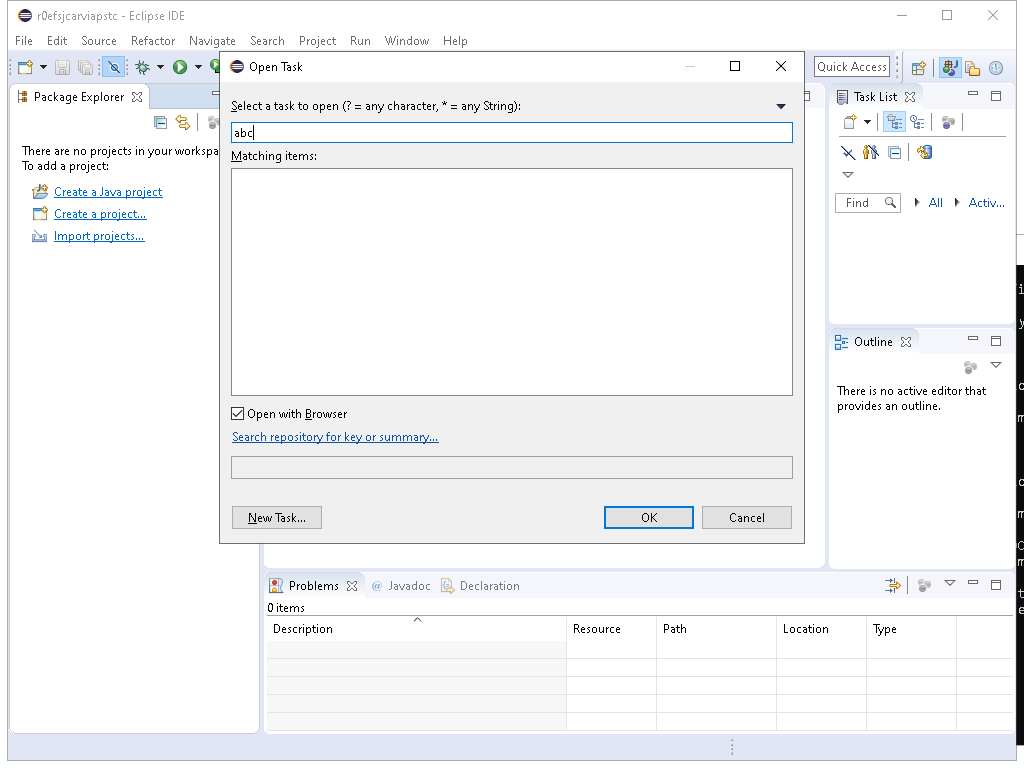 r0efsjcarviapstc - Eclipse IDE
File Edit Source Refactor Navigate Search Project Run Window Help
Quick Access
Package Explorer
There are no projects in your workspa
To add a project:
Create a Java project
Create a project...
Import projects...
Open Task
Select a task to open (? = any character, * = any String):
abc
Matching items:
Open with Browser
Search repository for key or summary...
New Task... OK Cancel
Task List
Find All Activ...
Outline
There is no active editor that
provides an outline.
Problems @ Javadoc Declaration
0 items
Description Resource Path Location Type